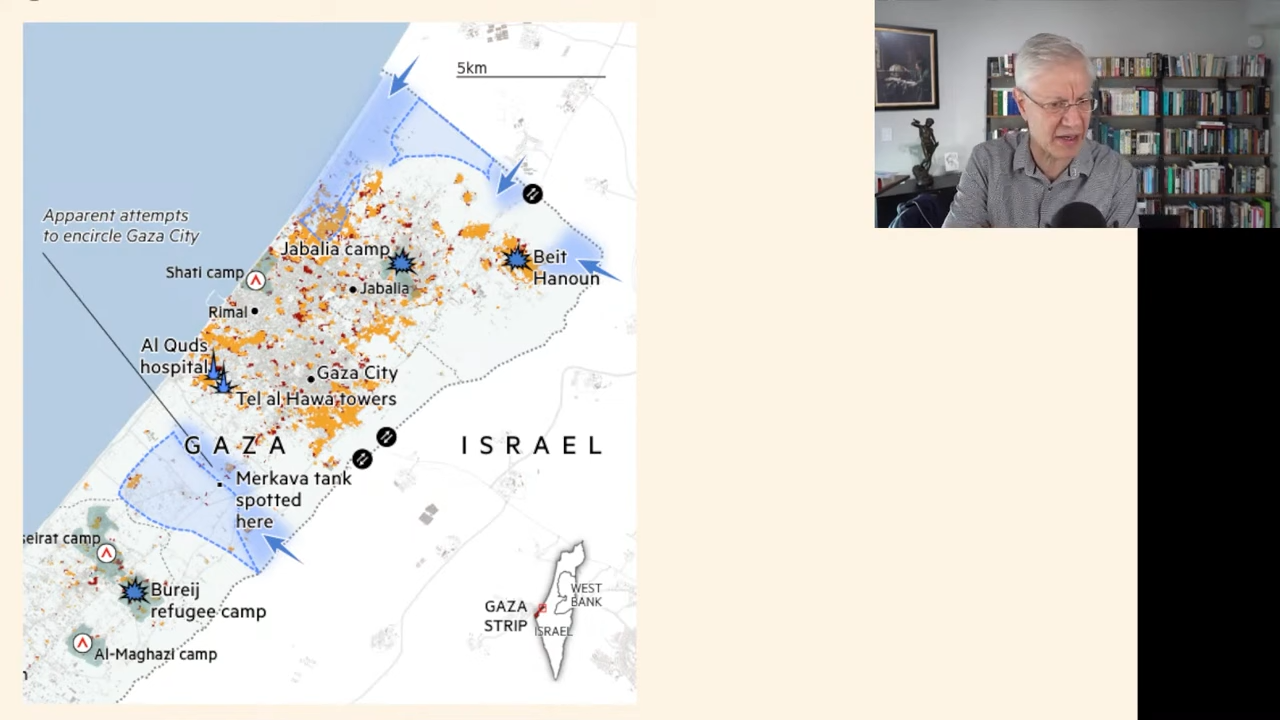 5km
Apparent attempts
to encircle Gaza City
Jabalia camp
Beit
Hanoun
Shati camp
Jabalia
Rimal
Al Quds
hospital
Gaza City
Tel al Hawa towers
GAZA
ISRAEL
Merkava tank
spotted
here
seirat camp
Bureij
refugee camp
WEST
BANK
GAZA
STRIP
ISRAEL
Al-Maghazi camp